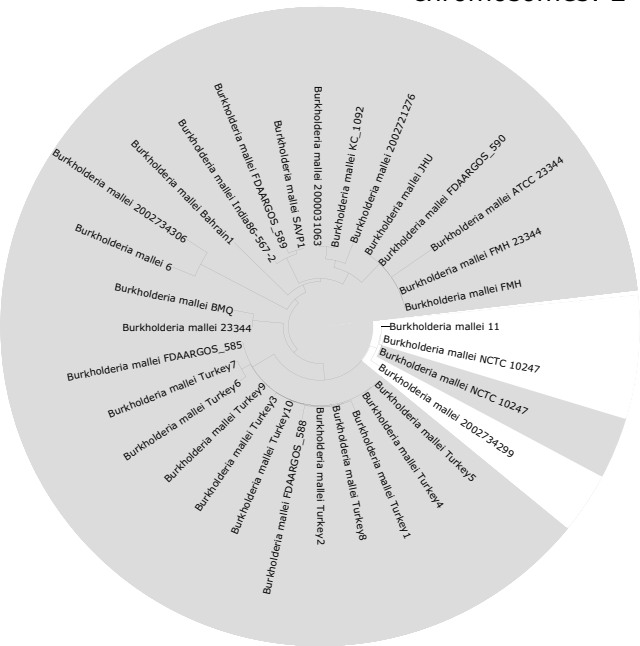 Burkholderia mallei 2000031063
Burkholderia mallei KC_1092
Burkholderia mallei 2002721276
Burkholderia mallei JHU
Burkholderia mallei FDAARGOS_590
Burkholderia mallei ATCC 23344
Burkholderia mallei FMH 23344
Burkholderia mallei FMH
Burkholderia mallei 11
Burkholderia mallei NCTC 10247
Burkholderia mallei NCTC 10247
Burkholderia mallei 2002734299
Burkholderia mallei Turkey5
Burkholderia mallei Turkey4
Burkholderia mallei Turkey1
Burkholderia mallei Turkey8
Burkholderia mallei Turkey2
Burkholderia mallei FDAARGOS_588
Burkholderia mallei Turkey10
Burkholderia mallei Turkey3
Burkholderia mallei Turkey9
Burkholderia mallei Turkey6
Burkholderia mallei Turkey7
Burkholderia mallei FDAARGOS_585
Burkholderia mallei 23344
Burkholderia mallei BMQ
Burkholderia mallei 6
Burkholderia mallei 2002734306
Burkholderia mallei Bahrain1
Burkholderia mallei India86-567-2
Burkholderia mallei FDAARGOS_589
Burkholderia mallei SAVP1